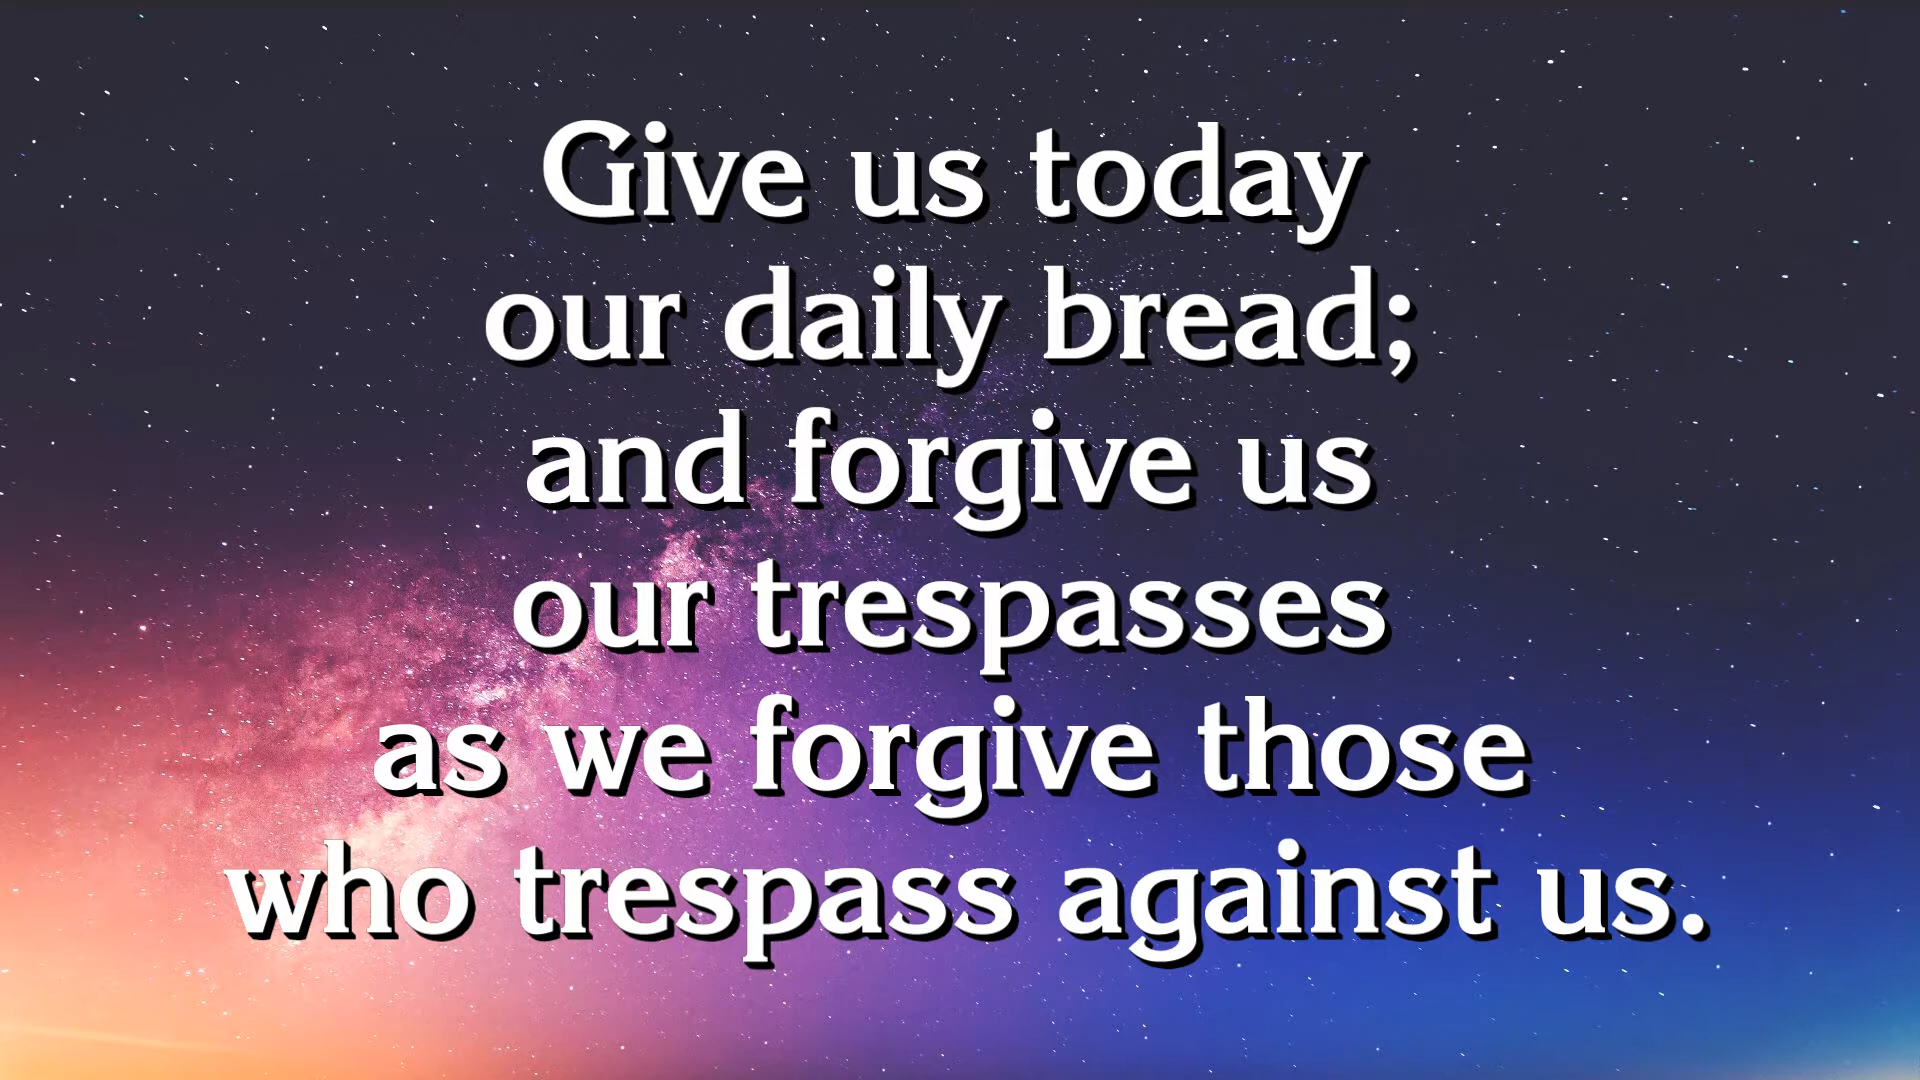 Give us today
our daily bread;
and forgive us
our trespasses
as we forgive those
who trespass against us.